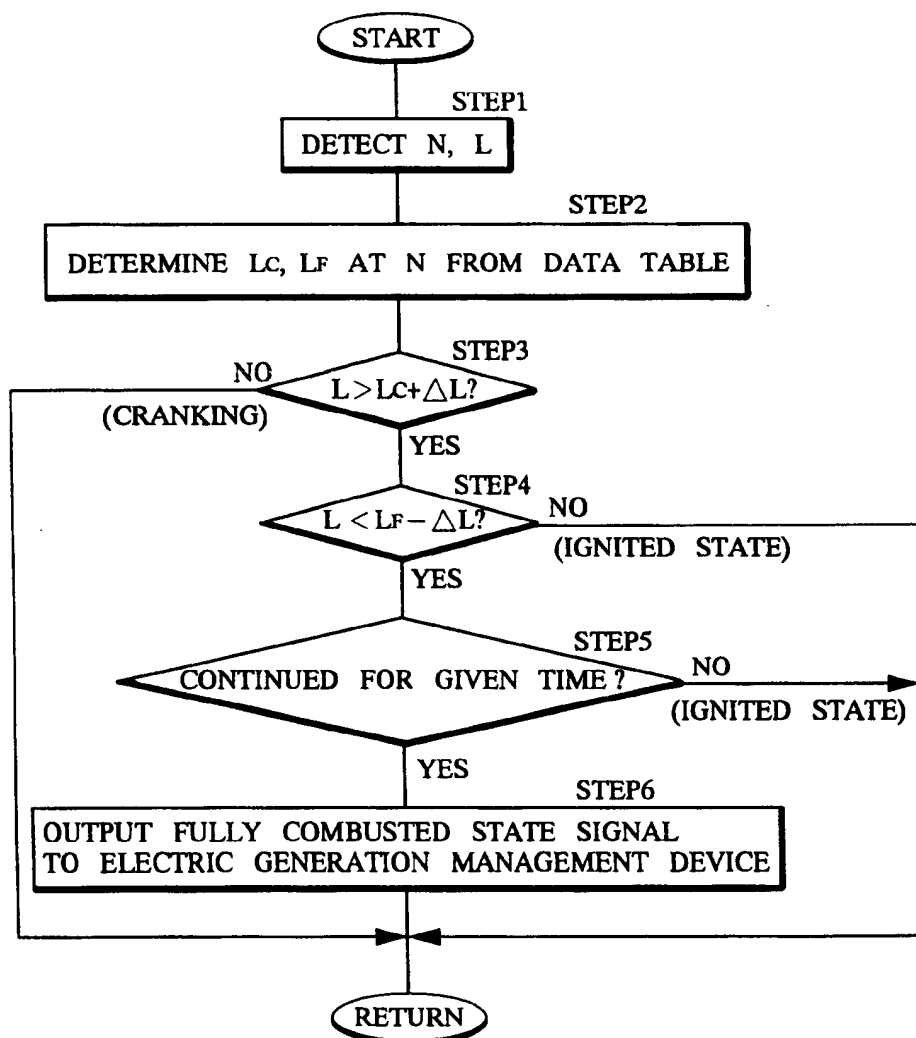 START
STEP1
DETECT N, L
STEP2
DETERMINE LC, LF AT N FROM DATA TABLE
STEP3
NO
L>LC+△L?
(CRANKING)
YES
STEP4
NO
L<LF−△L?
(IGNITED STATE)
YES
STEP5
NO
CONTINUED FOR GIVEN TIME?
(IGNITED STATE)
YES
STEP6
OUTPUT FULLY COMBUSTED STATE SIGNAL
TO ELECTRIC GENERATION MANAGEMENT DEVICE
RETURN